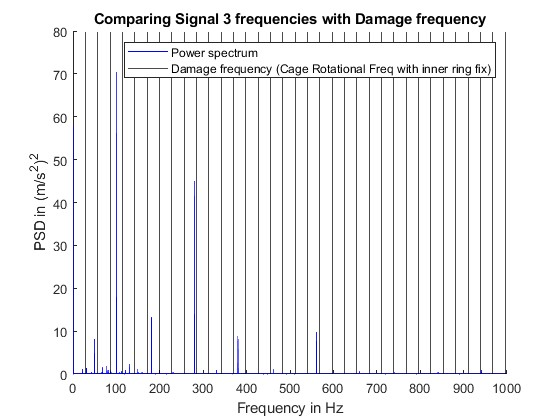 Comparing Signal 3 frequencies with Damage frequency
Power spectrum
Damage frequency (Cage Rotational Freq with inner ring fix)
PSD in (m/s²)²
80
70
60
50
40
30
20
10
0
0 100 200 300 400 500 600 700 800 900 1000
Frequency in Hz